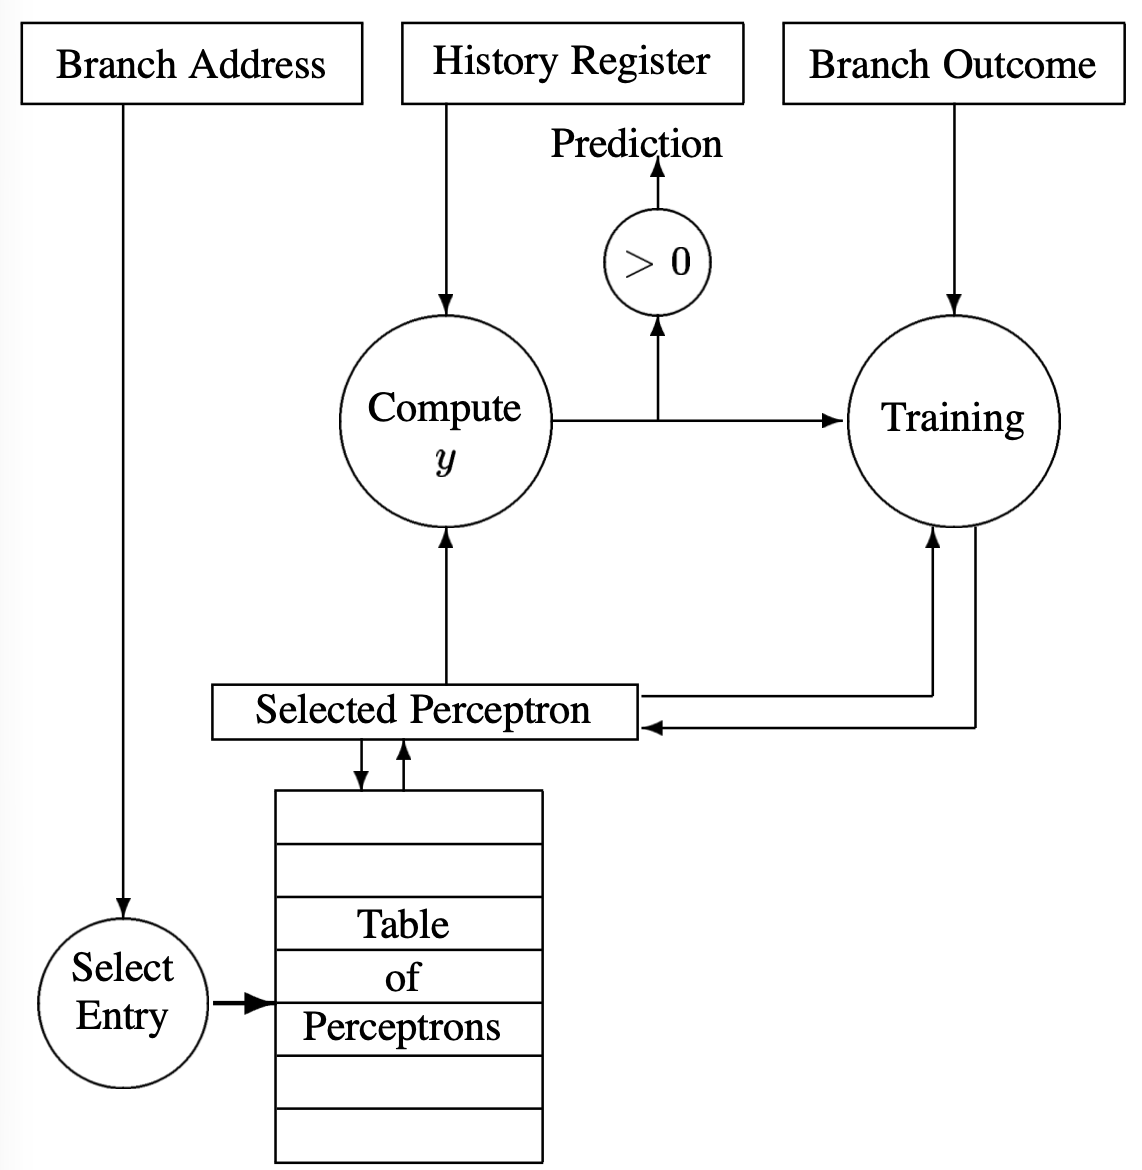 Branch Address
History Register
Branch Outcome
Prediction
> 0
Compute
y
Training
Selected Perceptron
Table
of
Perceptrons
Select
Entry